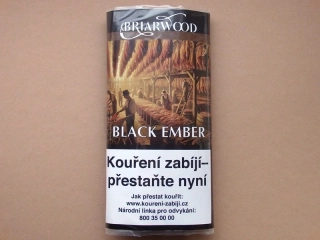 BRIARWOOD
BLACK EMBER
Kouření zabíjí–
přestaňte nyní
Jak přestat kouřit:
www.koureni-zabiji.cz
Národní linka pro odvykání:
800 35 00 00